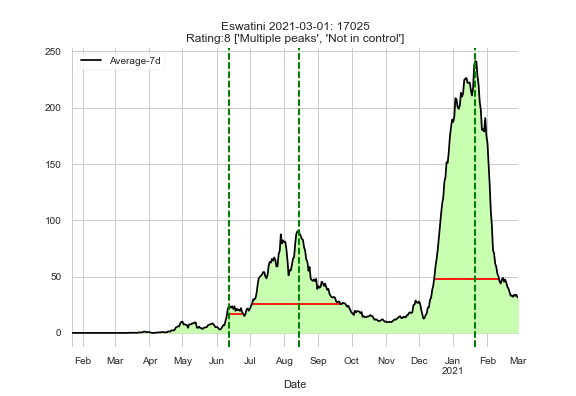 Eswatini 2021-03-01: 17025
Rating:8 ['Multiple peaks', 'Not in control']
Average-7d
250
200
150
100
50
0
Feb Mar Apr May Jun Jul Aug Sep Oct Nov Dec Jan Feb Mar
2021
Date